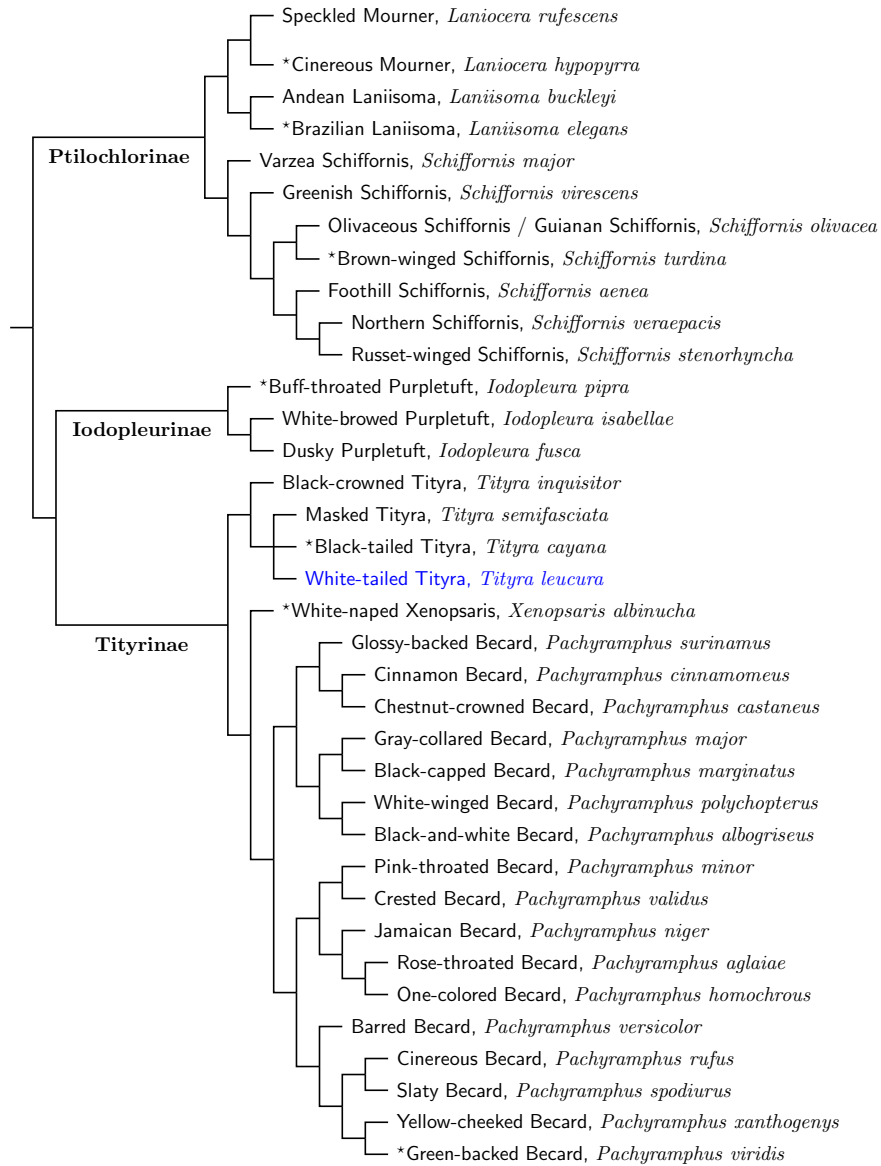 Speckled Mourner, Laniocera rufescens
*Cinereous Mourner, Laniocera hypopyrra
Andean Laniisoma, Laniisoma buckleyi
*Brazilian Laniisoma, Laniisoma elegans
Ptilochlorinae
Varzea Schiffornis, Schiffornis major
Greenish Schiffornis, Schiffornis virescens
Olivaceous Schiffornis / Guianan Schiffornis, Schiffornis olivacea
*Brown-winged Schiffornis, Schiffornis turdina
Foothill Schiffornis, Schiffornis aenea
Northern Schiffornis, Schiffornis veraepacis
Russet-winged Schiffornis, Schiffornis stenorhyncha
*Buff-throated Purpletuft, Iodopleura pipra
White-browed Purpletuft, Iodopleura isabellae
Iodopleurinae
Dusky Purpletuft, Iodopleura fusca
Black-crowned Tityra, Tityra inquisitor
Masked Tityra, Tityra semifasciata
*Black-tailed Tityra, Tityra cayana
White-tailed Tityra, Tityra leucura
*White-naped Xenopsaris, Xenopsaris albinucha
Tityrinae
Glossy-backed Becard, Pachyramphus surinamus
Cinnamon Becard, Pachyramphus cinnamomeus
Chestnut-crowned Becard, Pachyramphus castaneus
Gray-collared Becard, Pachyramphus major
Black-capped Becard, Pachyramphus marginatus
White-winged Becard, Pachyramphus polychopterus
Black-and-white Becard, Pachyramphus albogriseus
Pink-throated Becard, Pachyramphus minor
Crested Becard, Pachyramphus validus
Jamaican Becard, Pachyramphus niger
Rose-throated Becard, Pachyramphus aglaiae
One-colored Becard, Pachyramphus homochrous
Barred Becard, Pachyramphus versicolor
Cinereous Becard, Pachyramphus rufus
Slaty Becard, Pachyramphus spodiurus
Yellow-cheeked Becard, Pachyramphus xanthogenys
*Green-backed Becard, Pachyramphus viridis